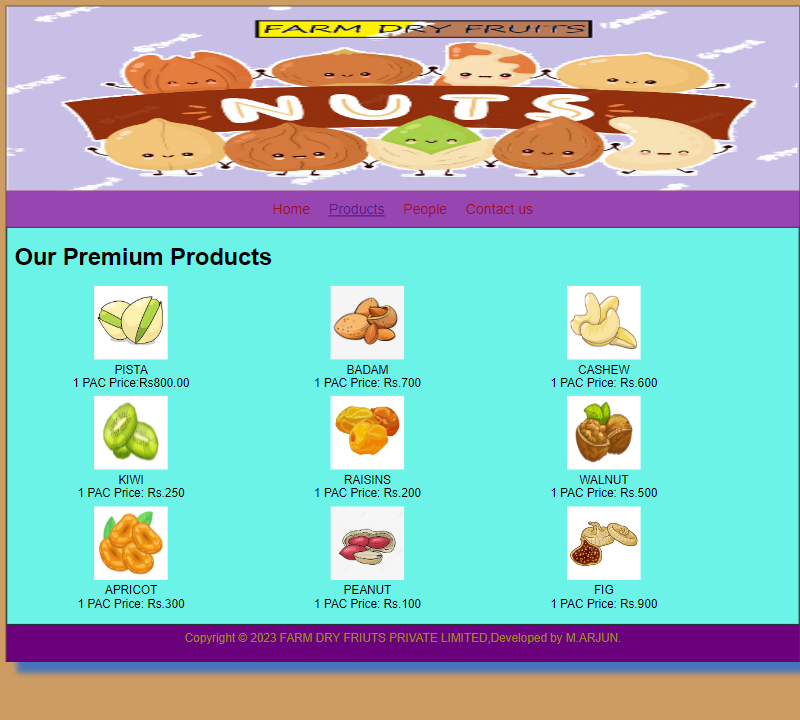 FARM DRY FRUITS
NUTS
Home Products People Contact us
Our Premium Products
PISTA BADAM CASHEW
1 PAC Price:Rs800.00 1 PAC Price: Rs.700 1 PAC Price: Rs.600
KIWI RAISINS WALNUT
1 PAC Price: Rs.250 1 PAC Price: Rs.200 1 PAC Price: Rs.500
APRICOT PEANUT FIG
1 PAC Price: Rs.300 1 PAC Price: Rs.100 1 PAC Price: Rs.900
Copyright © 2023 FARM DRY FRIUTS PRIVATE LIMITED,Developed by M.ARJUN.